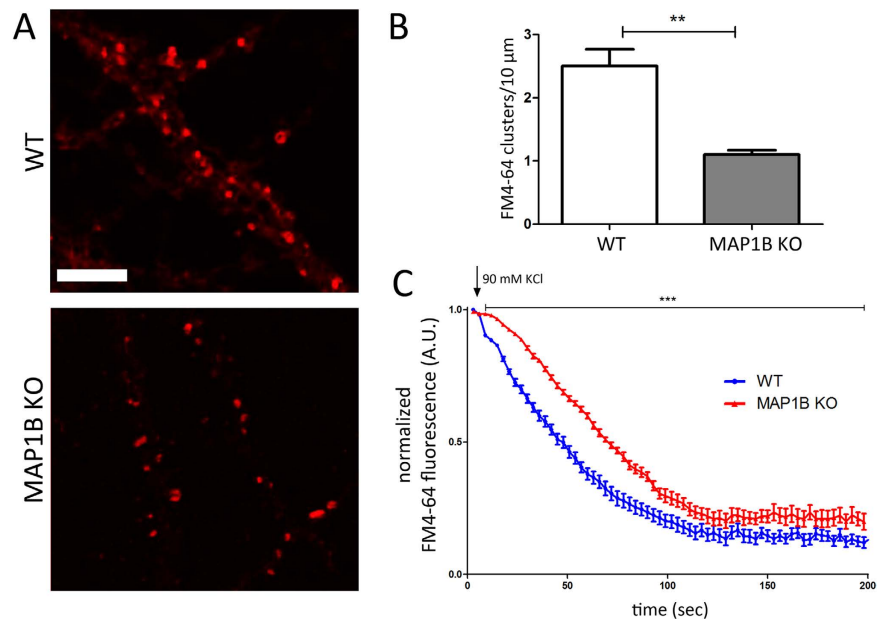 A
WT
MAP1B KO
B
**
FM4-64 clusters/10 μm
3
2
1
0
WT
MAP1B KO
C
90 mM KCl
***
normalized
FM4-64 fluorescence (A.U.)
1.0
0.5
0.0
WT
MAP1B KO
0
50
100
150
200
time (sec)